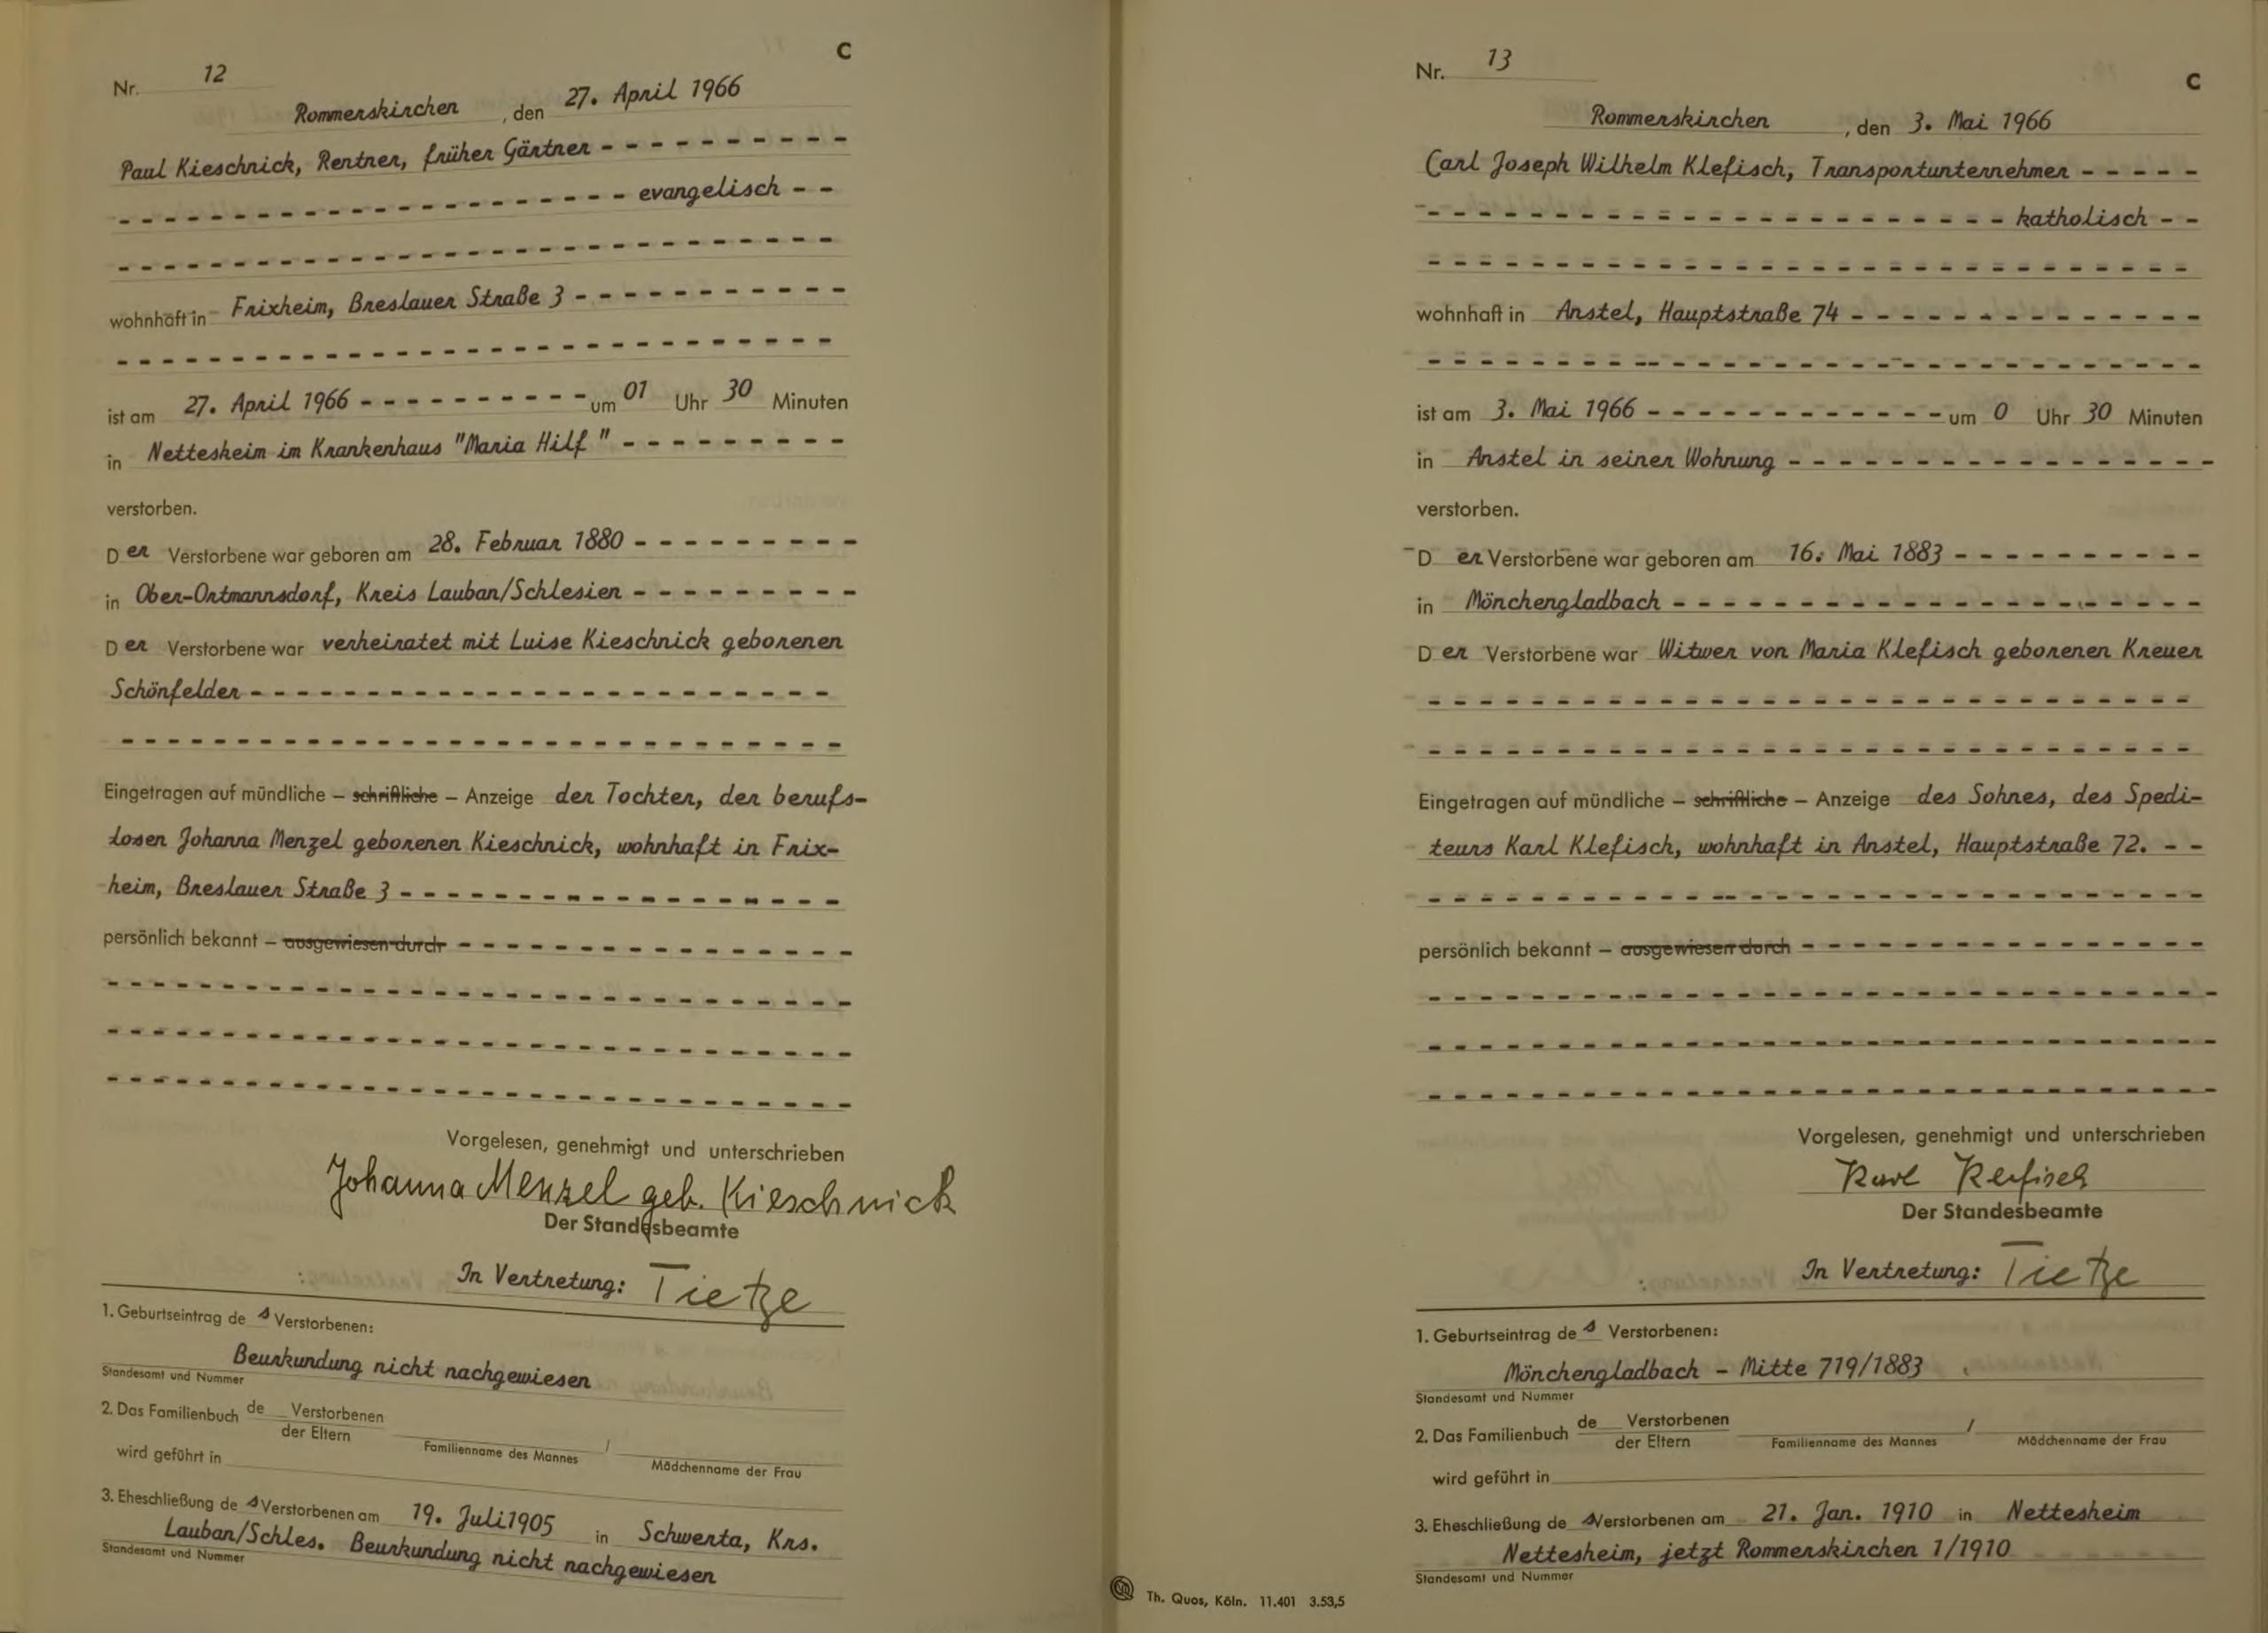 C
Nr. 12
Rommerskirchen, den 27. April 1966
Paul Kieschnick, Rentner, früher Gärtner - - - - - - - - - - -
- - - - - - - - - - - - - - - - - - - - - - evangelisch - -
- - - - - - - - - - - - - - - - - - - - - - - - - - - - - - -
wohnhaft in Frixheim, Breslauer Straße 3 - - - - - - - - - - - -
- - - - - - - - - - - - - - - - - - - - - - - - - - - - - - -
ist am 27. April 1966 - - - - - - - - - - um 01 Uhr 30 Minuten
in Nettesheim im Krankenhaus "Maria Hilf " - - - - - - - - - -
verstorben.
Der Verstorbene war geboren am 28. Februar 1880 - - - - - - - - - -
in Ober-Ortmannsdorf, Kreis Lauban/Schlesien - - - - - - - - - -
Der Verstorbene war verheiratet mit Luise Kieschnick geborenen
Schönfelder - - - - - - - - - - - - - - - - - - - - - - - - -
- - - - - - - - - - - - - - - - - - - - - - - - - - - - - - -
Eingetragen auf mündliche – schriftliche – Anzeige der Tochter, der berufs-
losen Johanna Menzel geborenen Kieschnick, wohnhaft in Frix-
heim, Breslauer Straße 3 - - - - - - - - - - - - - - - - - - -
persönlich bekannt – ausgewiesen durch - - - - - - - - - - - - - - - - -
- - - - - - - - - - - - - - - - - - - - - - - - - - - - - - - -
- - - - - - - - - - - - - - - - - - - - - - - - - - - - - - - -
- - - - - - - - - - - - - - - - - - - - - - - - - - - - - - - -
Vorgelesen, genehmigt und unterschrieben
Johanna Menzel geb. Kieschnick
Der Standesbeamte
In Vertretung: Tietze
1. Geburtseintrag des Verstorbenen:
Beurkundung nicht nachgewiesen
Standesamt und Nummer
2. Das Familienbuch de Verstorbenen
der Eltern
Familienname des Mannes / Mädchenname der Frau
wird geführt in
3. Eheschließung des Verstorbenen am 19. Juli 1905 in Schwerta, Krs.
Lauban/Schles. Beurkundung nicht nachgewiesen
Standesamt und Nummer
Nr. 13
C
Rommerskirchen, den 3. Mai 1966
Carl Joseph Wilhelm Klefisch, Transportunternehmer - - - - -
- - - - - - - - - - - - - - - - - - - - - - - - - katholisch - -
- - - - - - - - - - - - - - - - - - - - - - - - - - - - - - -
wohnhaft in Anstel, Hauptstraße 74 - - - - - - - - - - - - - - -
- - - - - - - - - - - - - - - - - - - - - - - - - - - - - - -
ist am 3. Mai 1966 - - - - - - - - - - - - um 0 Uhr 30 Minuten
in Anstel in seiner Wohnung - - - - - - - - - - - - - - - - - -
verstorben.
Der Verstorbene war geboren am 16. Mai 1883 - - - - - - - - - - -
in Mönchengladbach - - - - - - - - - - - - - - - - - - - - - -
Der Verstorbene war Witwer von Maria Klefisch geborenen Kreuer
- - - - - - - - - - - - - - - - - - - - - - - - - - - - - - -
- - - - - - - - - - - - - - - - - - - - - - - - - - - - - - -
Eingetragen auf mündliche – schriftliche – Anzeige des Sohnes, des Spedi-
teurs Karl Klefisch, wohnhaft in Anstel, Hauptstraße 72. - -
- - - - - - - - - - - - - - - - - - - - - - - - - - - - - - -
persönlich bekannt – ausgewiesen durch - - - - - - - - - - - - - - - - -
- - - - - - - - - - - - - - - - - - - - - - - - - - - - - - - -
- - - - - - - - - - - - - - - - - - - - - - - - - - - - - - - -
- - - - - - - - - - - - - - - - - - - - - - - - - - - - - - - -
Vorgelesen, genehmigt und unterschrieben
Karl Klefisch
Der Standesbeamte
In Vertretung: Tietze
1. Geburtseintrag des Verstorbenen:
Mönchengladbach - Mitte 719/1883
Standesamt und Nummer
2. Das Familienbuch de Verstorbenen
der Eltern
Familienname des Mannes / Mädchenname der Frau
wird geführt in
3. Eheschließung des Verstorbenen am 21. Jan. 1910 in Nettesheim
Nettesheim, jetzt Rommerskirchen 1/1910
Standesamt und Nummer
Th. Quos, Köln. 11.401 3.53,5